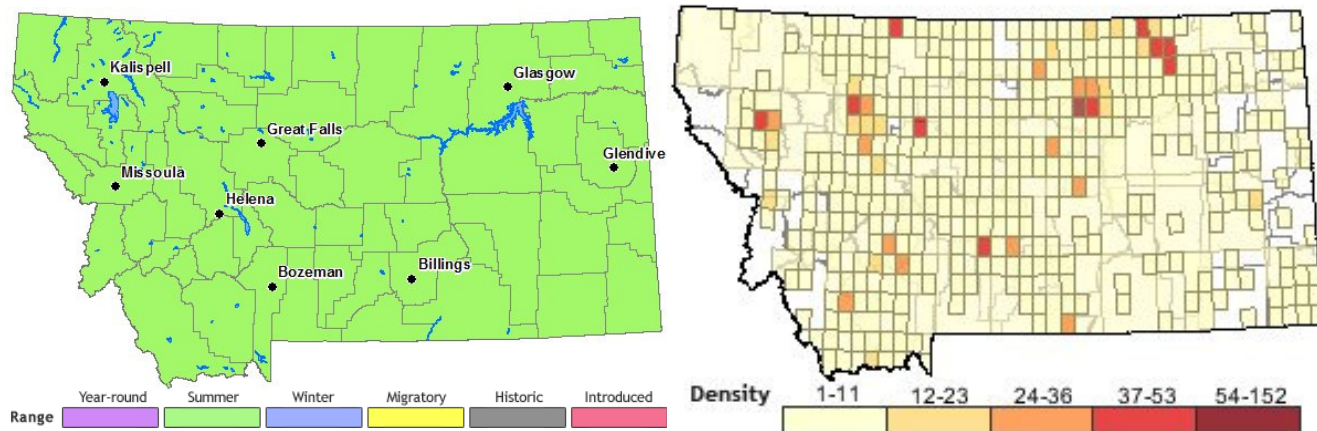 Kalispell
Glasgow
Great Falls
Glendive
Missoula
Helena
Bozeman
Billings
Year-round Summer Winter Migratory Historic Introduced
Range
Density 1-11 12-23 24-36 37-53 54-152